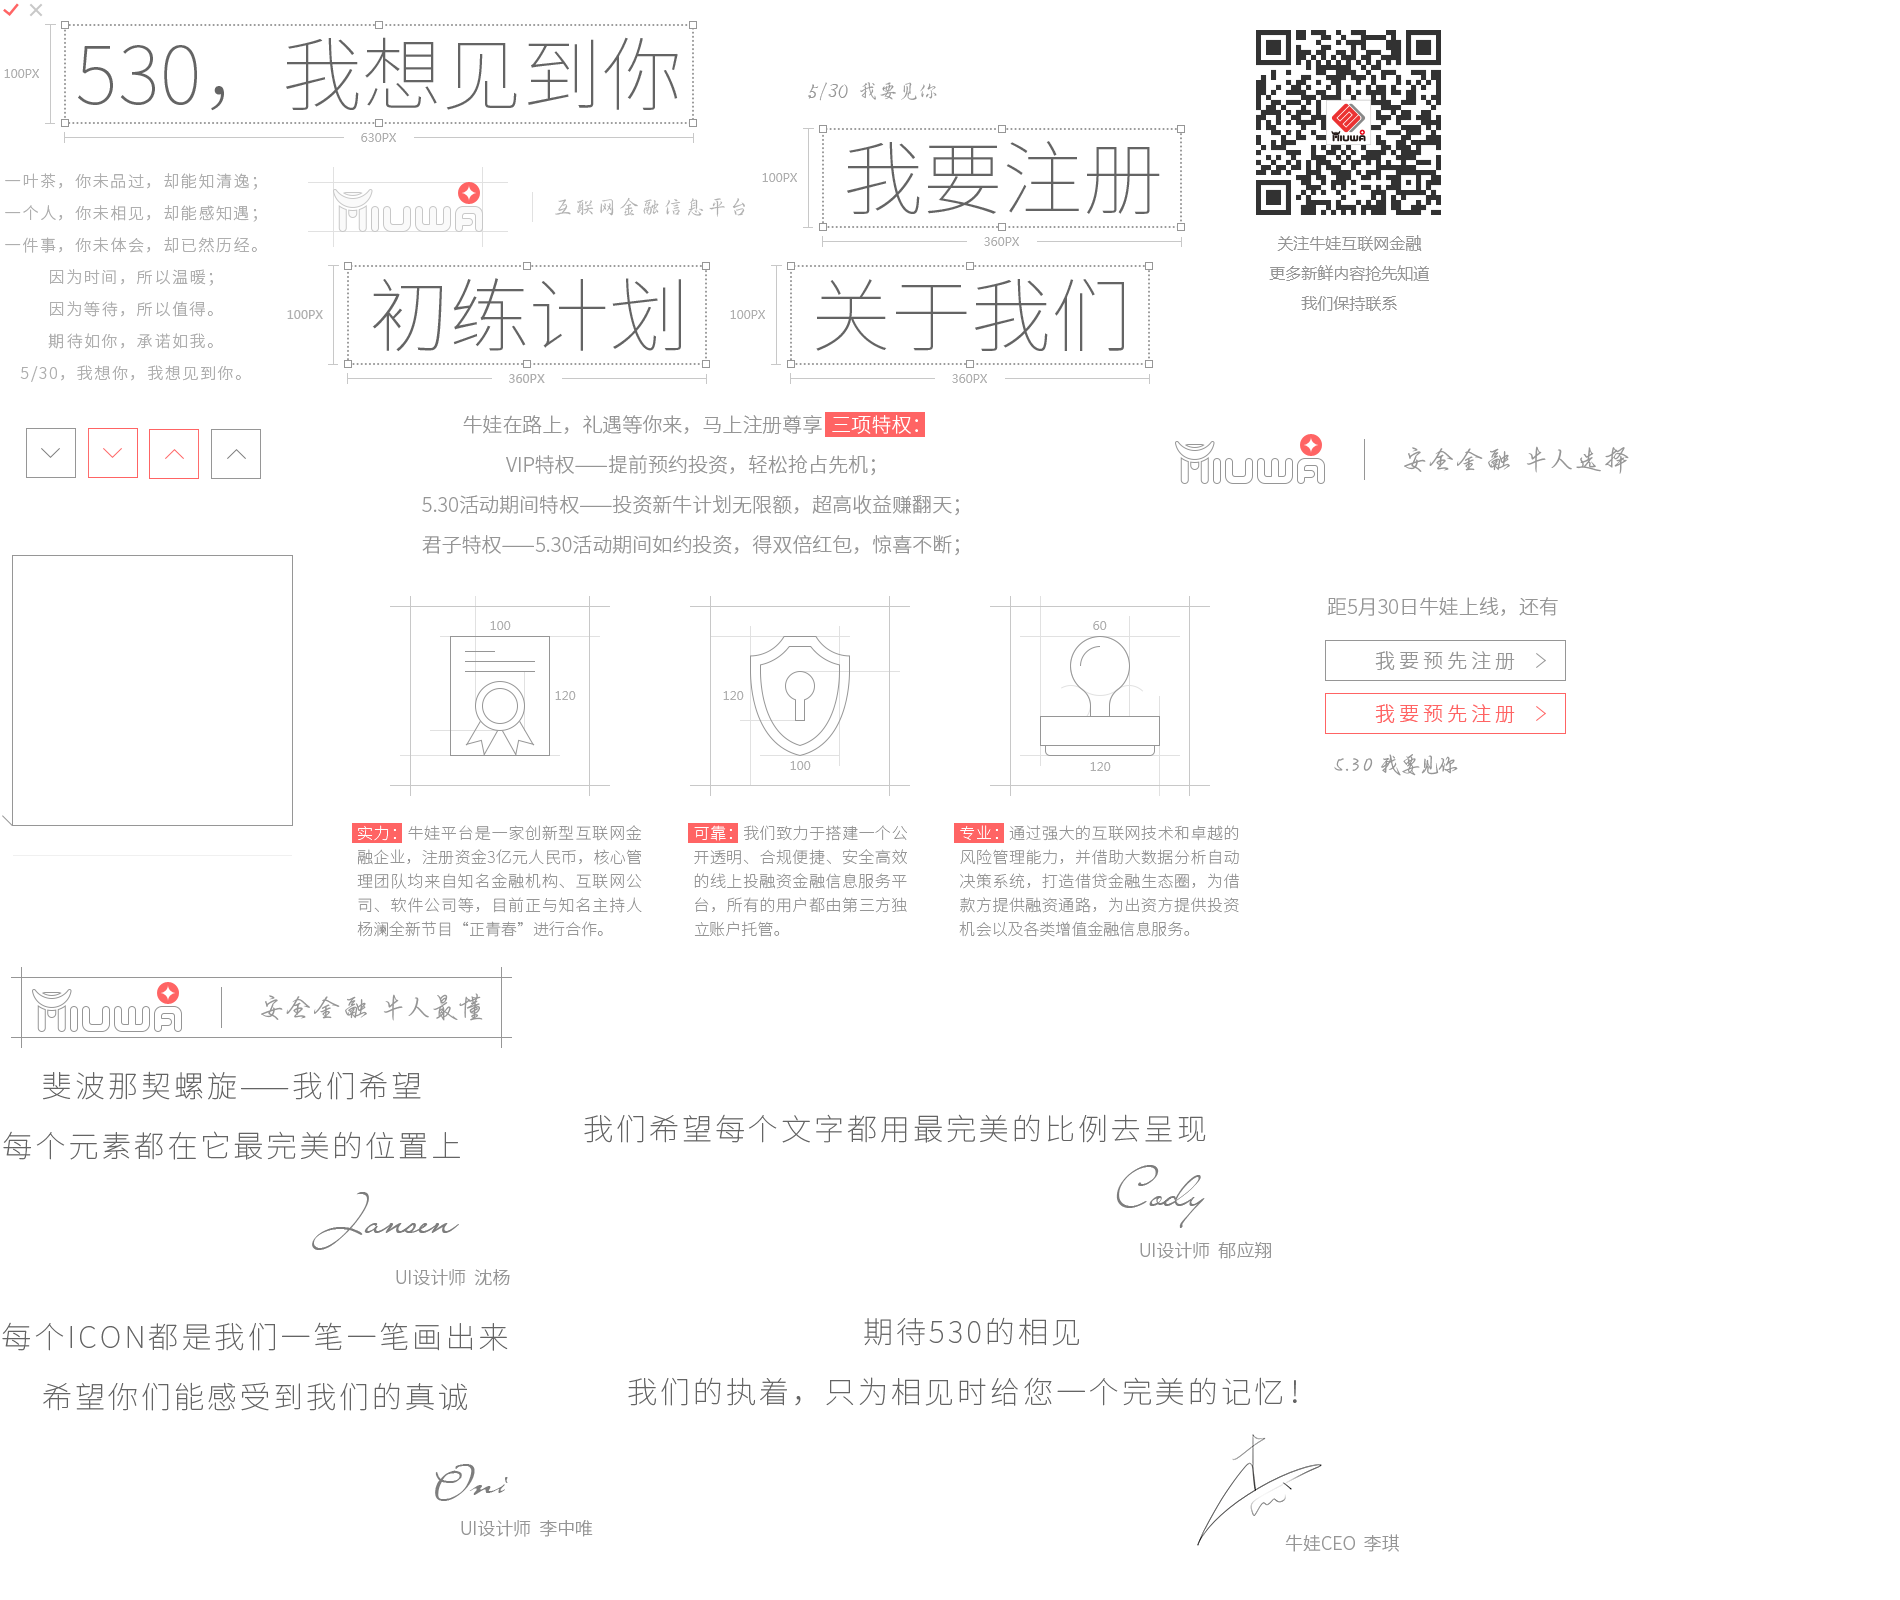 530，我想见到你
100PX
630PX
5/30 我要见你
100PX
我要注册
360PX
一叶茶，你未品过，却能知清逸；
一个人，你未相见，却能感知遇；
一件事，你未体会，却已然历经。
因为时间，所以温暖；
因为等待，所以值得。
期待如你，承诺如我。
5/30，我想你，我想见到你。
NIUWA
互联网金融信息平台
100PX
初练计划
360PX
100PX
关于我们
360PX
NIUWA
关注牛娃互联网金融
更多新鲜内容抢先知道
我们保持联系
牛娃在路上，礼遇等你来，马上注册尊享 三项特权：
VIP特权——提前预约投资，轻松抢占先机；
5.30活动期间特权——投资新牛计划无限额，超高收益赚翻天；
君子特权——5.30活动期间如约投资，得双倍红包，惊喜不断；
NIUWA
安全金融 牛人选择
100
120
120
100
60
120
距5月30日牛娃上线，还有
我要预先注册
我要预先注册
5.30 我要见你
实力：牛娃平台是一家创新型互联网金
融企业，注册资金3亿元人民币，核心管
理团队均来自知名金融机构、互联网公
司、软件公司等，目前正与知名主持人
杨澜全新节目“正青春”进行合作。
可靠：我们致力于搭建一个公
开透明、合规便捷、安全高效
的线上投融资金融信息服务平
台，所有的用户都由第三方独
立账户托管。
专业：通过强大的互联网技术和卓越的
风险管理能力，并借助大数据分析自动
决策系统，打造借贷金融生态圈，为借
款方提供融资通路，为出资方提供投资
机会以及各类增值金融信息服务。
NIUWA
安全金融 牛人最懂
斐波那契螺旋——我们希望
每个元素都在它最完美的位置上
Jansen
UI设计师 沈杨
我们希望每个文字都用最完美的比例去呈现
Cody
UI设计师 郁应翔
每个ICON都是我们一笔一笔画出来
希望你们能感受到我们的真诚
Oni
UI设计师 李中唯
期待530的相见
我们的执着，只为相见时给您一个完美的记忆！
牛娃CEO 李琪